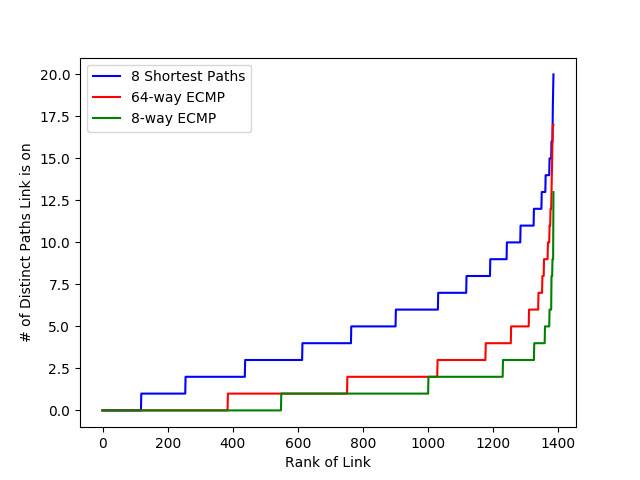 8 Shortest Paths
64-way ECMP
8-way ECMP
# of Distinct Paths Link is on
20.0
17.5
15.0
12.5
10.0
7.5
5.0
2.5
0.0
0 200 400 600 800 1000 1200 1400
Rank of Link